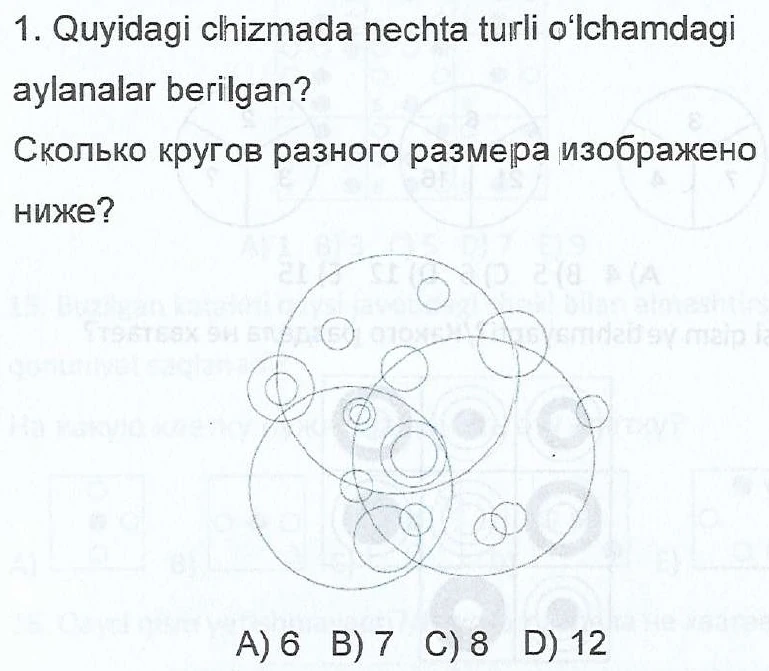 1. Quyidagi chizmada nechta turli o‘lchamdagi
aylanalar berilgan?
Сколько кругов разного размера изображено
ниже?
A) 6 B) 7 C) 8 D) 12